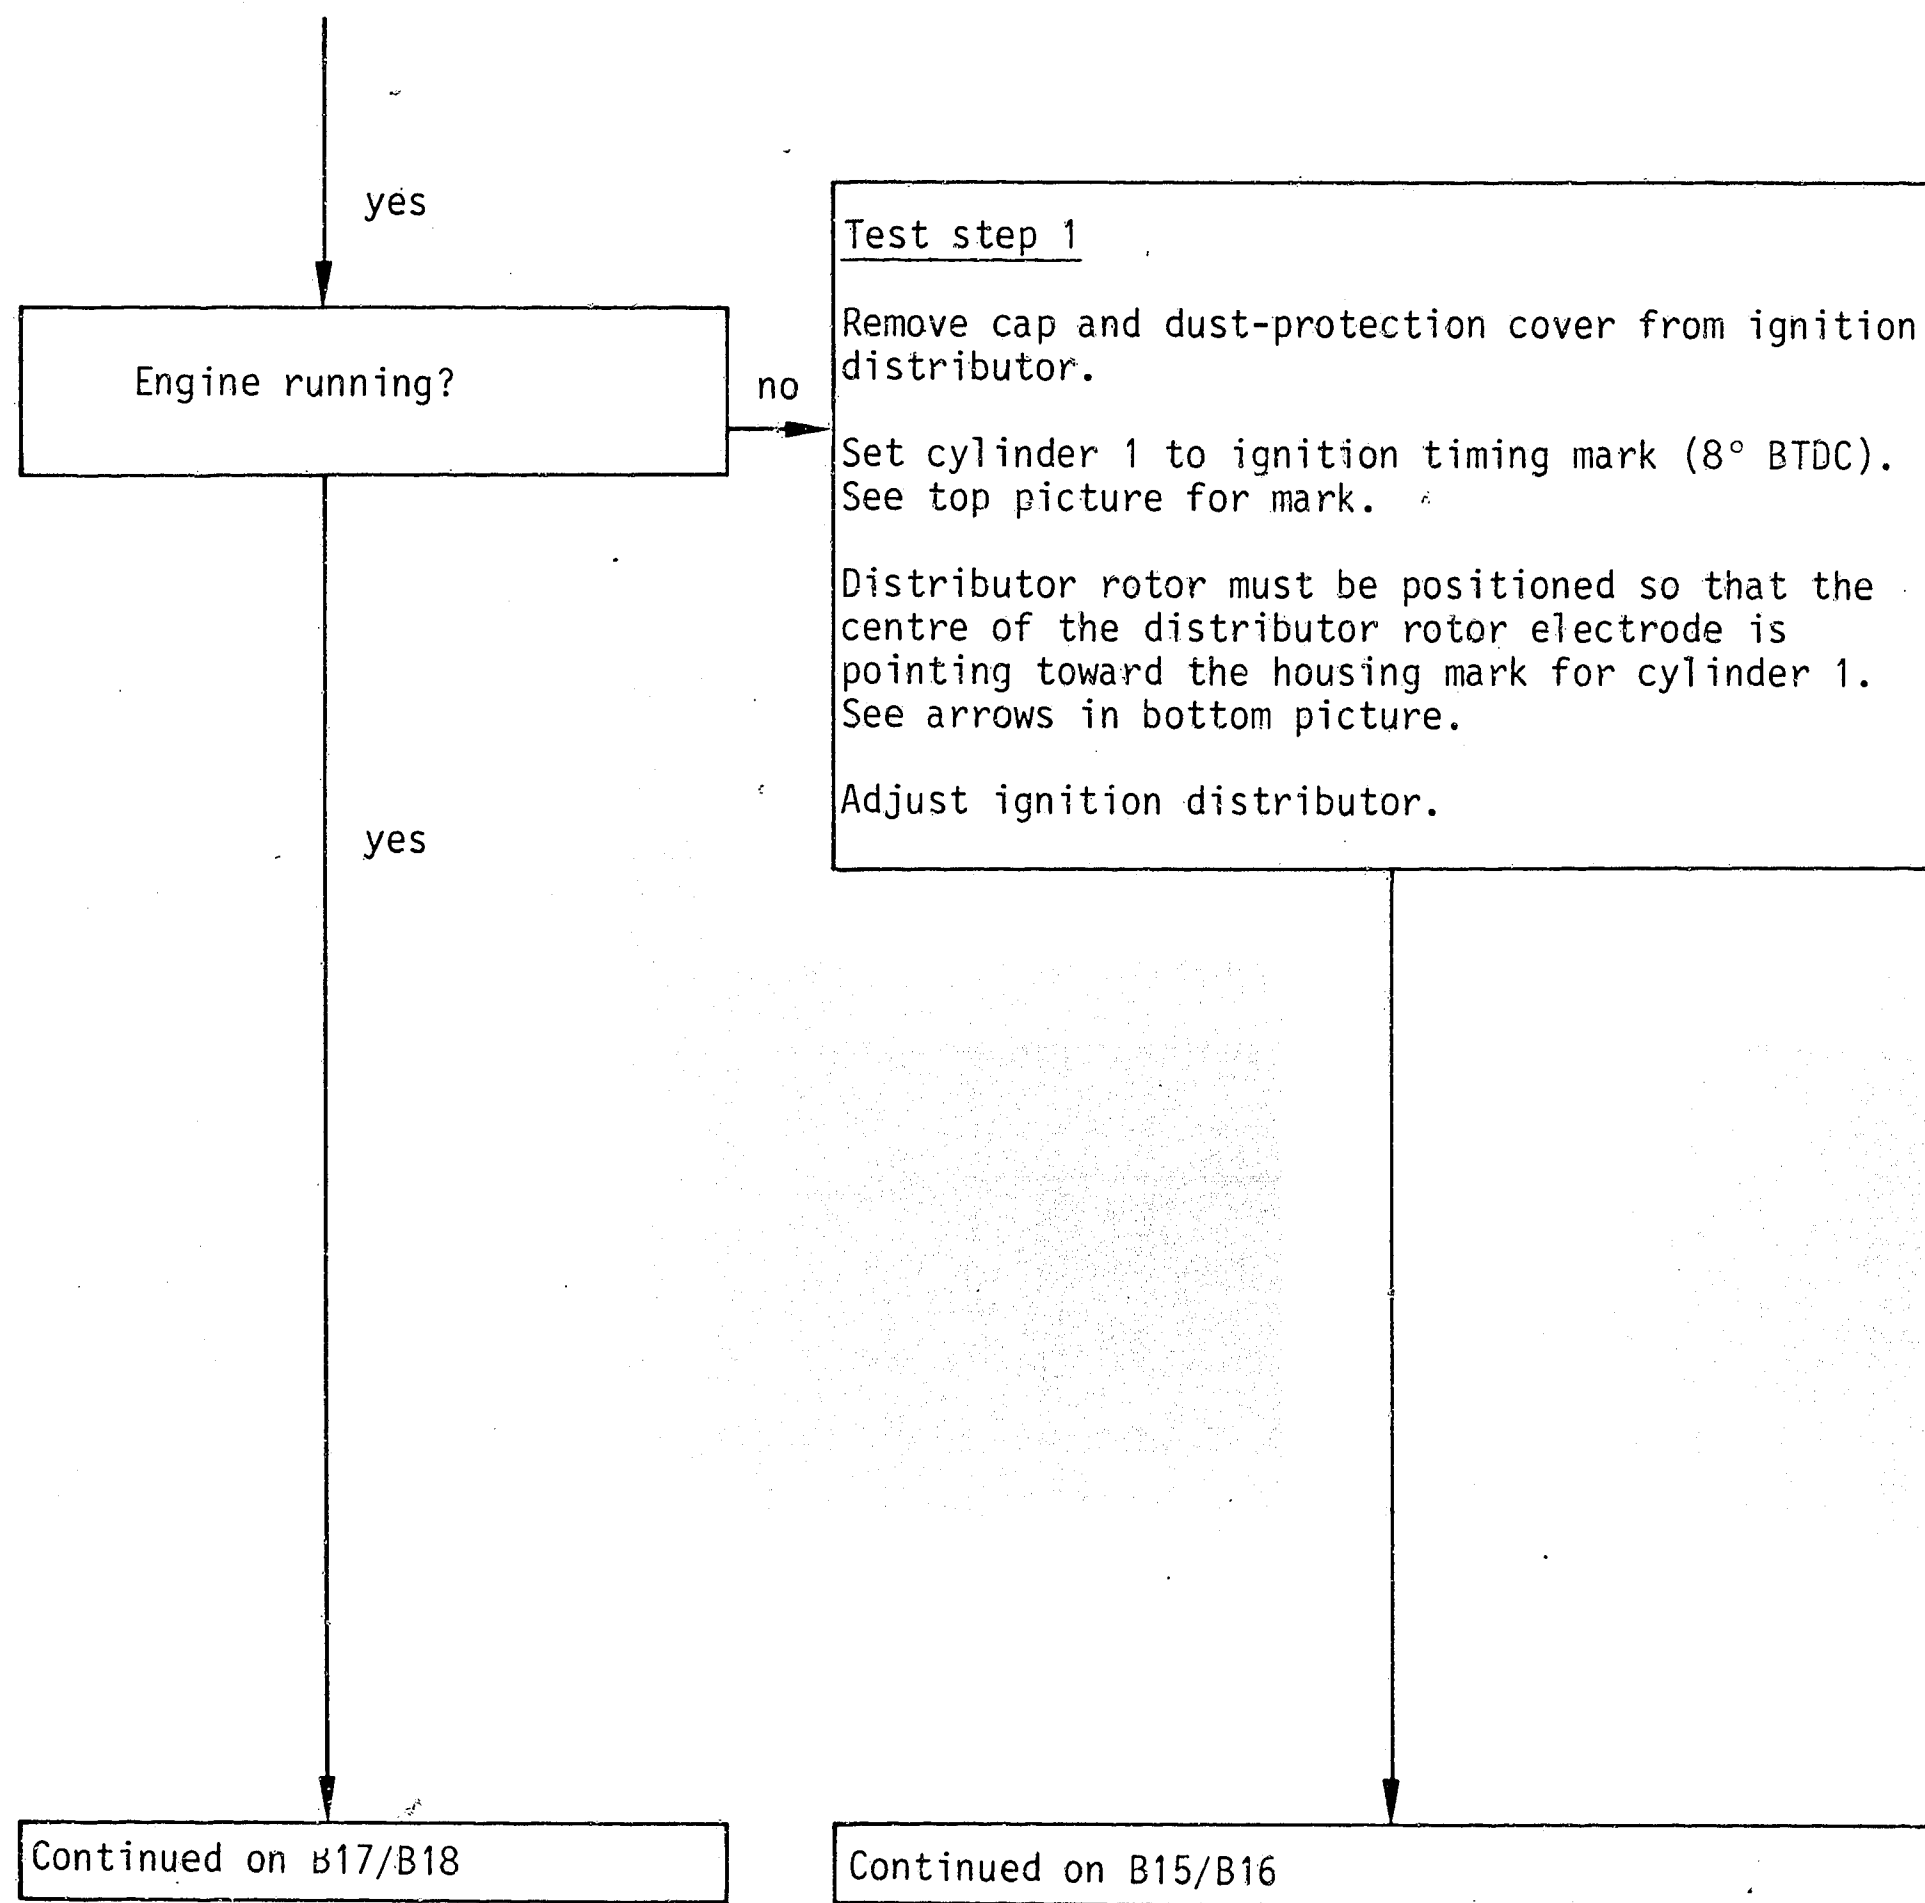 yes
Engine running?
no
Test step 1
Remove cap and dust-protection cover from ignition
distributor.
Set cylinder 1 to ignition timing mark (8° BTDC).
See top picture for mark.
Distributor rotor must be positioned so that the
centre of the distributor rotor electrode is
pointing toward the housing mark for cylinder 1.
See arrows in bottom picture.
Adjust ignition distributor.
yes
Continued on B17/B18
Continued on B15/B16